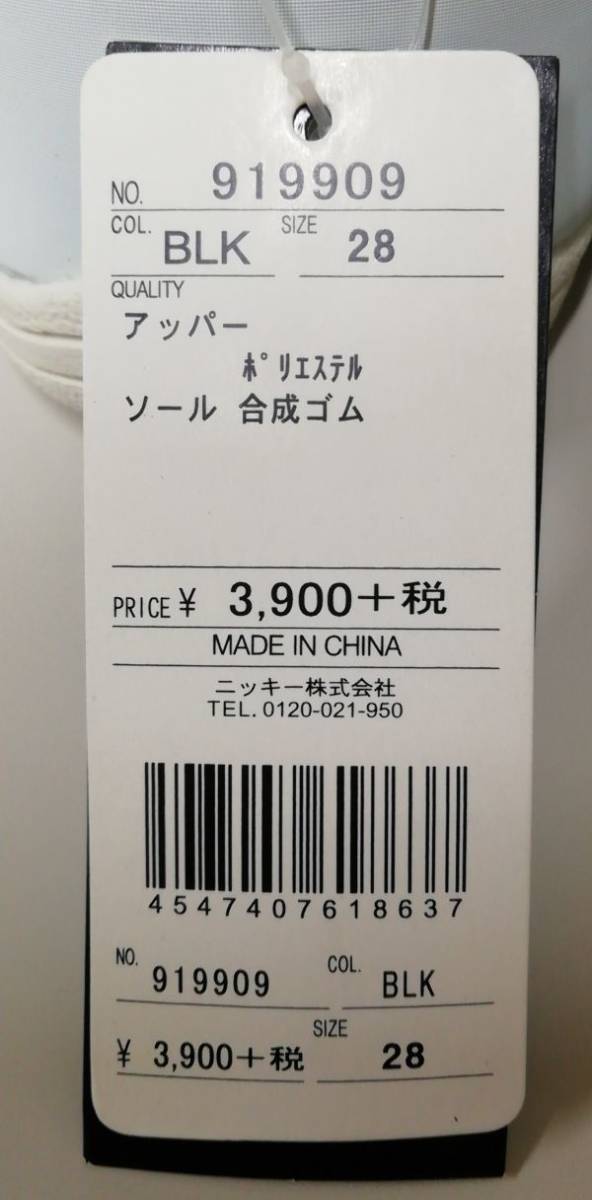 NO. 919909
COL. BLK SIZE 28
QUALITY
アッパー
ﾎﾟﾘｴｽﾃﾙ
ソール 合成ゴム
PRICE ¥ 3,900+税
MADE IN CHINA
ニッキー株式会社
TEL. 0120-021-950
4547407618637
NO. 919909 COL. BLK
¥ 3,900+税 SIZE 28